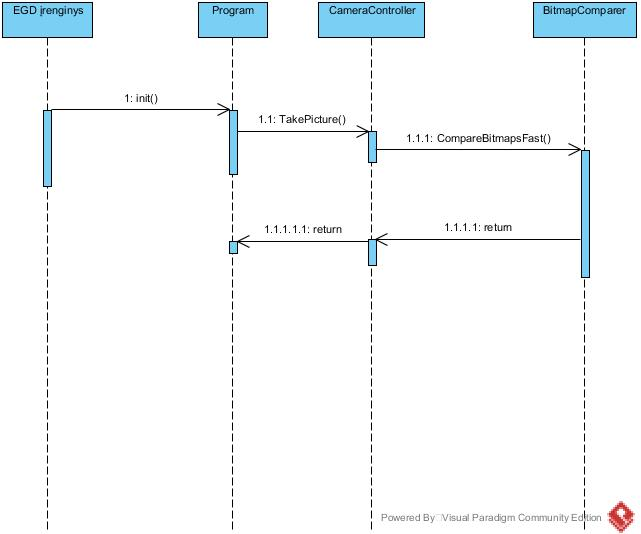 EGD įrenginys
Program
CameraController
BitmapComparer
1: init()
1.1: TakePicture()
1.1.1: CompareBitmapsFast()
1.1.1.1.1: return
1.1.1.1: return
Powered By Visual Paradigm Community Edition